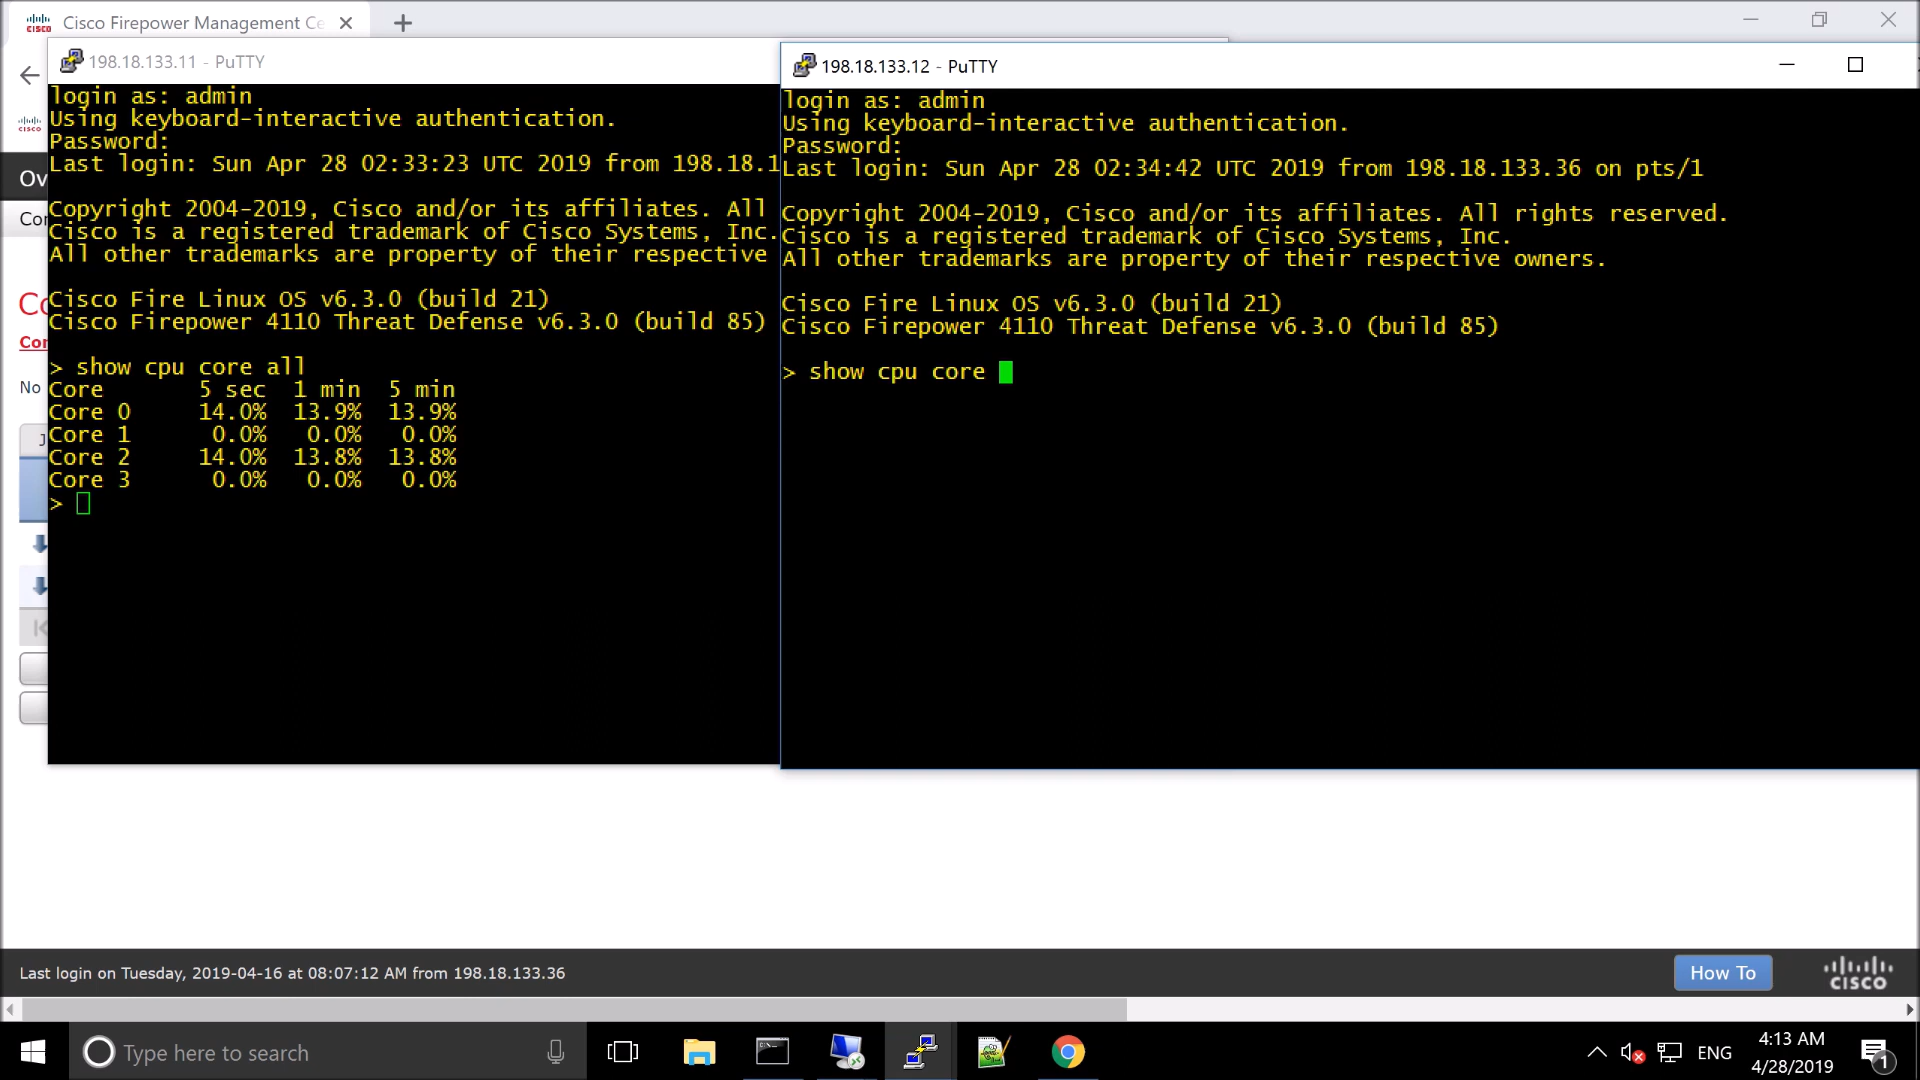 Cisco Firepower Management Ce
198.18.133.11 - PuTTY
login as: admin
Using keyboard-interactive authentication.
Password:
Last login: Sun Apr 28 02:33:23 UTC 2019 from 198.18.1
Copyright 2004-2019, Cisco and/or its affiliates. All
Cisco is a registered trademark of Cisco Systems, Inc.
All other trademarks are property of their respective
Cisco Fire Linux OS v6.3.0 (build 21)
Cisco Firepower 4110 Threat Defense v6.3.0 (build 85)
> show cpu core all
Core 5 sec 1 min 5 min
Core 0 14.0% 13.9% 13.9%
Core 1 0.0% 0.0% 0.0%
Core 2 14.0% 13.8% 13.8%
Core 3 0.0% 0.0% 0.0%
>
198.18.133.12 - PuTTY
login as: admin
Using keyboard-interactive authentication.
Password:
Last login: Sun Apr 28 02:34:42 UTC 2019 from 198.18.133.36 on pts/1
Copyright 2004-2019, Cisco and/or its affiliates. All rights reserved.
Cisco is a registered trademark of Cisco Systems, Inc.
All other trademarks are property of their respective owners.
Cisco Fire Linux OS v6.3.0 (build 21)
Cisco Firepower 4110 Threat Defense v6.3.0 (build 85)
> show cpu core
cisco
Ov
Cor
Co
Cor
No
J
Last login on Tuesday, 2019-04-16 at 08:07:12 AM from 198.18.133.36
How To
CISCO
Type here to search
ENG
4:13 AM
4/28/2019
1